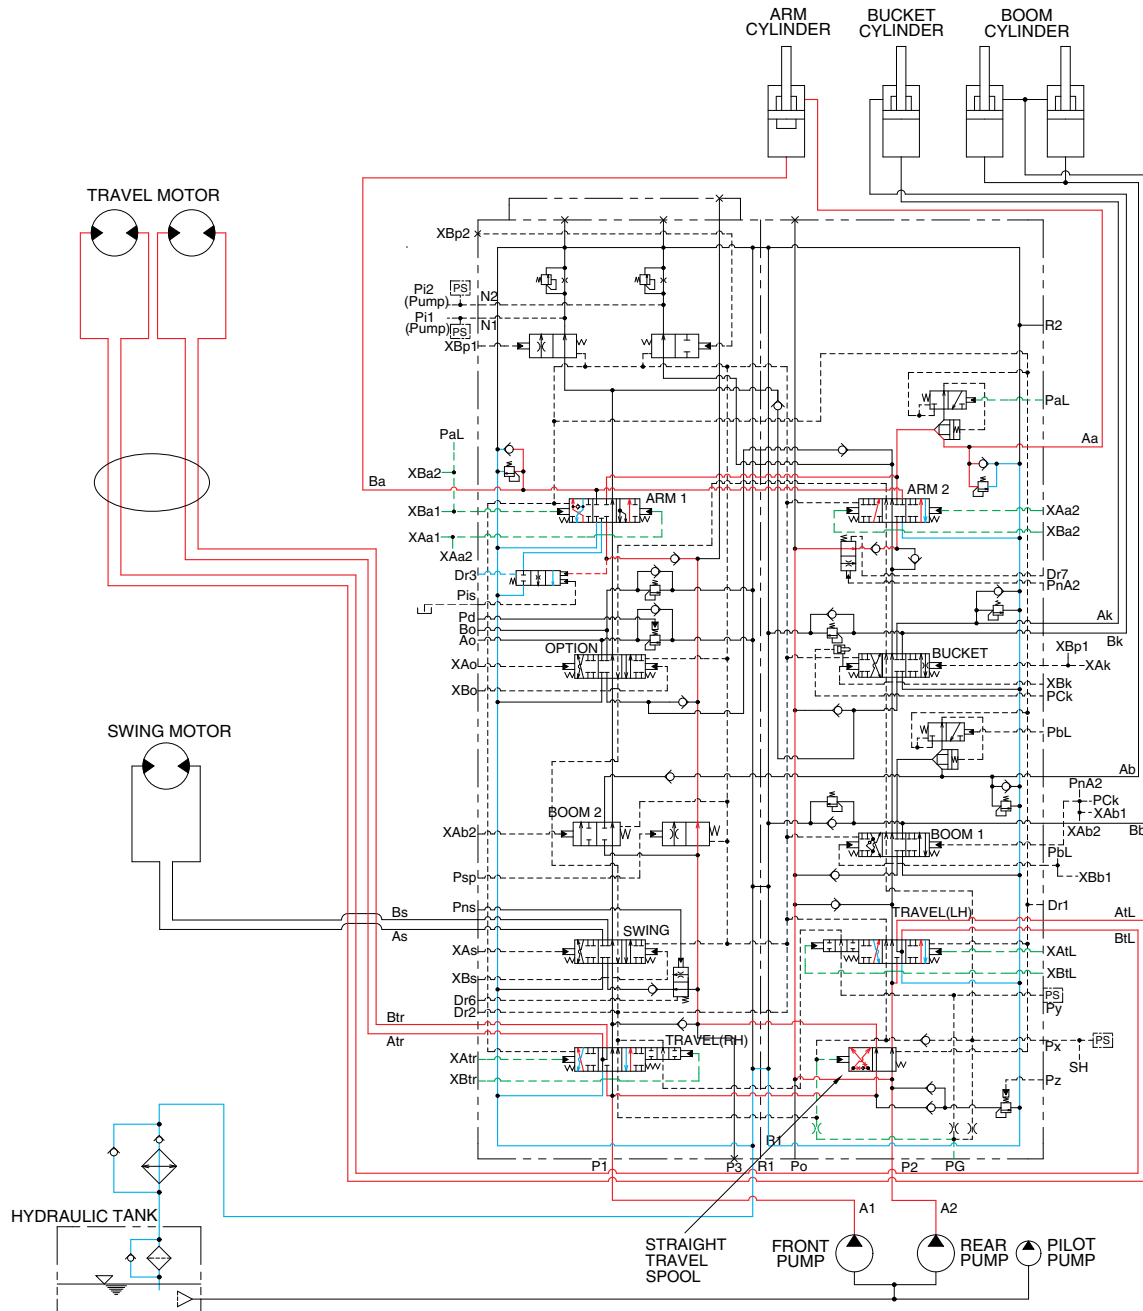 ARM
CYLINDER
BUCKET
CYLINDER
BOOM
CYLINDER
TRAVEL MOTOR
XBp2
Pi2
(Pump)
PS
N2
Pi1
(Pump)
PS
N1
XBp1
R2
PaL
Aa
PaL
XBa2
Ba
XBa1
XAa1
XAa2
ARM 1
ARM 2
XAa2
XBa2
Dr3
Pis
Dr7
PnA2
Pd
Bo
Ao
Ak
Bk
OPTION
BUCKET
XBp1
XAo
XAk
XBo
XBk
PCk
SWING MOTOR
PbL
Ab
PnA2
PCk
XAb1
XAb2
BOOM 2
BOOM 1
XAb2
Bb
PbL
Psp
XBb1
Pns
Dr1
Bs
As
SWING
TRAVEL(LH)
AtL
BtL
XAs
XAtL
XBs
XBtL
Dr6
Dr2
PS
Py
Btr
Atr
TRAVEL(RH)
Px
PS
XAtr
SH
XBtr
Pz
R1
P1
P3
R1
Po
P2
PG
HYDRAULIC TANK
A1
A2
STRAIGHT
TRAVEL
SPOOL
FRONT
PUMP
REAR
PUMP
PILOT
PUMP